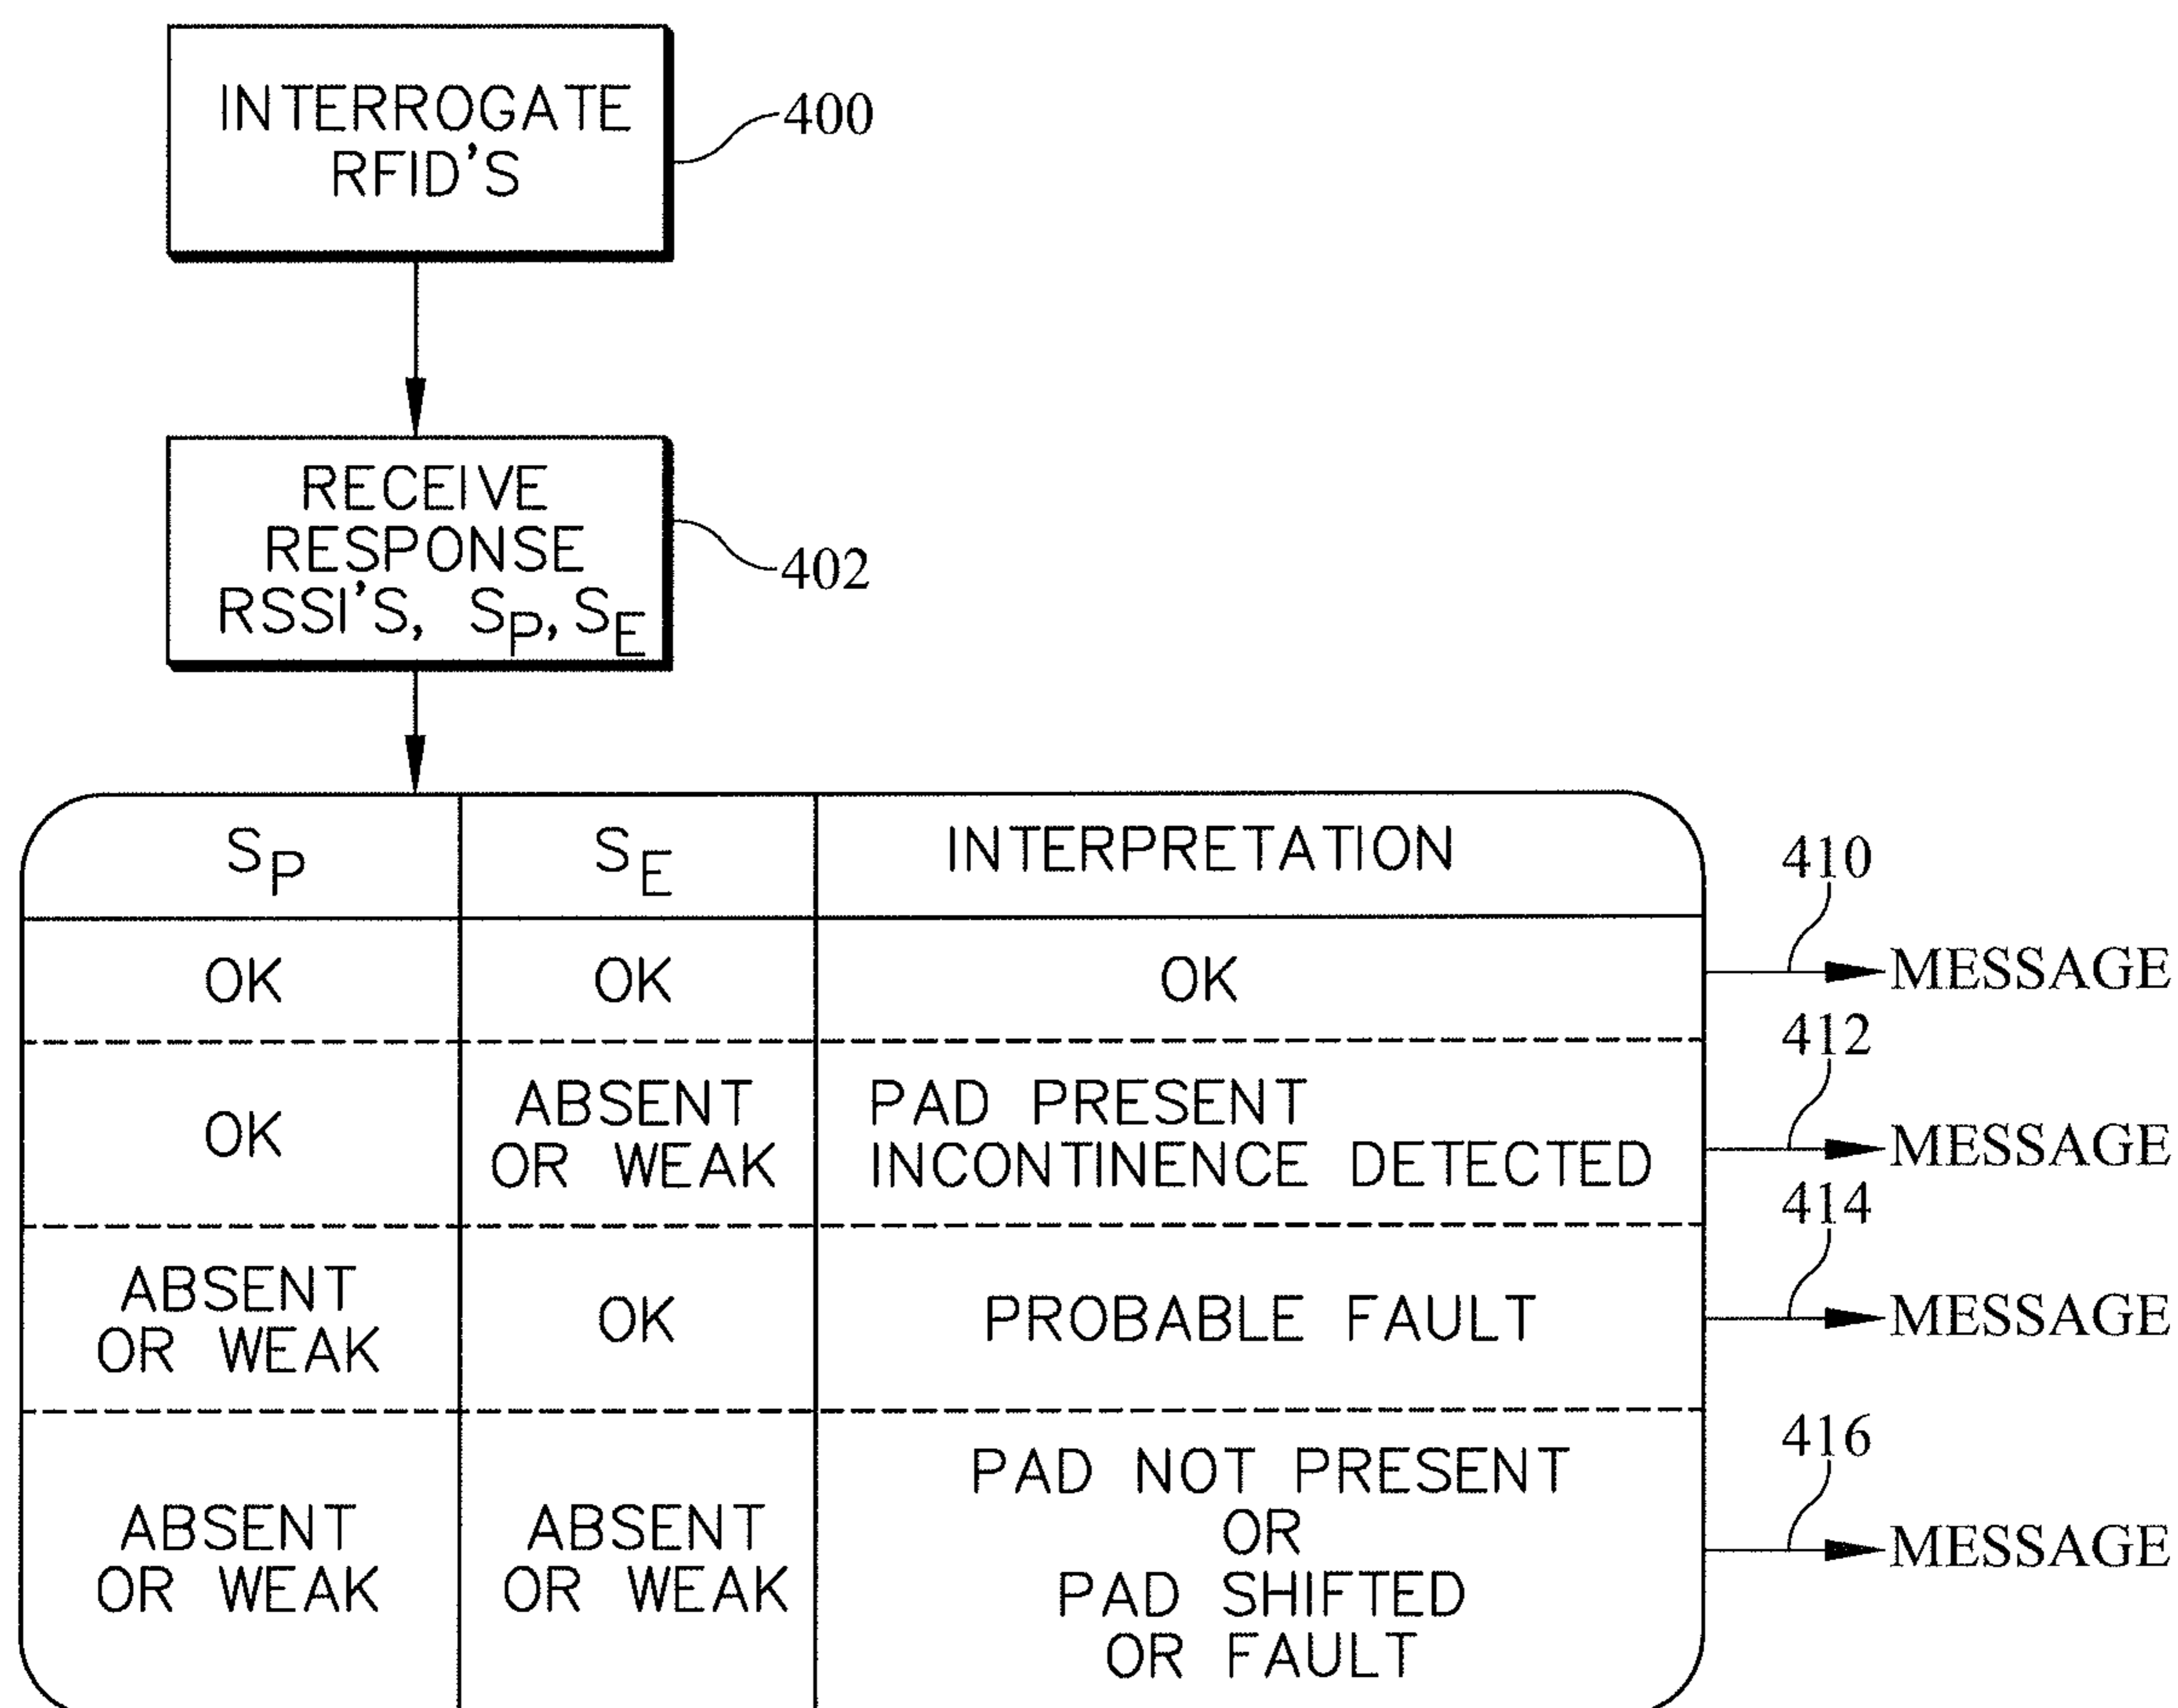 INTERROGATE
RFID'S
400
RECEIVE
RESPONSE
RSSI'S, SP, SE
402
SP SE INTERPRETATION
410
OK OK OK
MESSAGE
412
OK
ABSENT
OR WEAK
PAD PRESENT
INCONTINENCE DETECTED
MESSAGE
414
ABSENT
OR WEAK
OK
PROBABLE FAULT
MESSAGE
416
ABSENT
OR WEAK
ABSENT
OR WEAK
PAD NOT PRESENT
OR
PAD SHIFTED
OR FAULT
MESSAGE